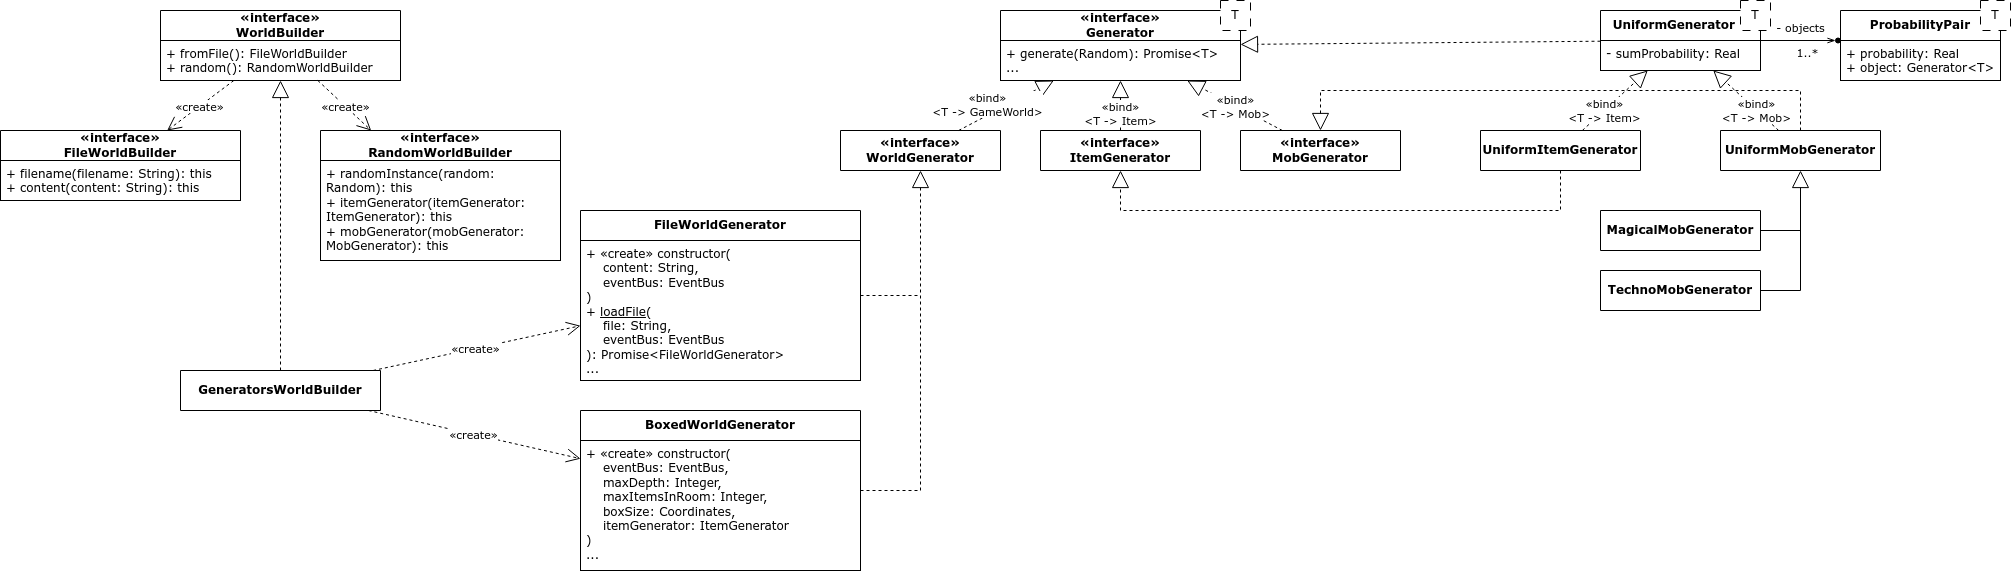 «interface»
WorldBuilder
+ fromFile(): FileWorldBuilder
+ random(): RandomWorldBuilder
«create»
«create»
«interface»
FileWorldBuilder
+ filename(filename: String): this
+ content(content: String): this
«interface»
RandomWorldBuilder
+ randomInstance(random:
Random): this
+ itemGenerator(itemGenerator:
ItemGenerator): this
+ mobGenerator(mobGenerator:
MobGenerator): this
GeneratorsWorldBuilder
«create»
«create»
FileWorldGenerator
+ «create» constructor(
content: String,
eventBus: EventBus
)
+ loadFile(
file: String,
eventBus: EventBus
): Promise<FileWorldGenerator>
...
BoxedWorldGenerator
+ «create» constructor(
eventBus: EventBus,
maxDepth: Integer,
maxItemsInRoom: Integer,
boxSize: Coordinates,
itemGenerator: ItemGenerator
)
...
«interface»
Generator
T
+ generate(Random): Promise<T>
...
«bind»
<T -> GameWorld>
«bind»
<T -> Item>
«bind»
<T -> Mob>
«interface»
WorldGenerator
«interface»
ItemGenerator
«interface»
MobGenerator
UniformGenerator
T
- sumProbability: Real
- objects
1..*
ProbabilityPair
T
+ probability: Real
+ object: Generator<T>
«bind»
<T -> Item>
«bind»
<T -> Mob>
UniformItemGenerator
UniformMobGenerator
MagicalMobGenerator
TechnoMobGenerator